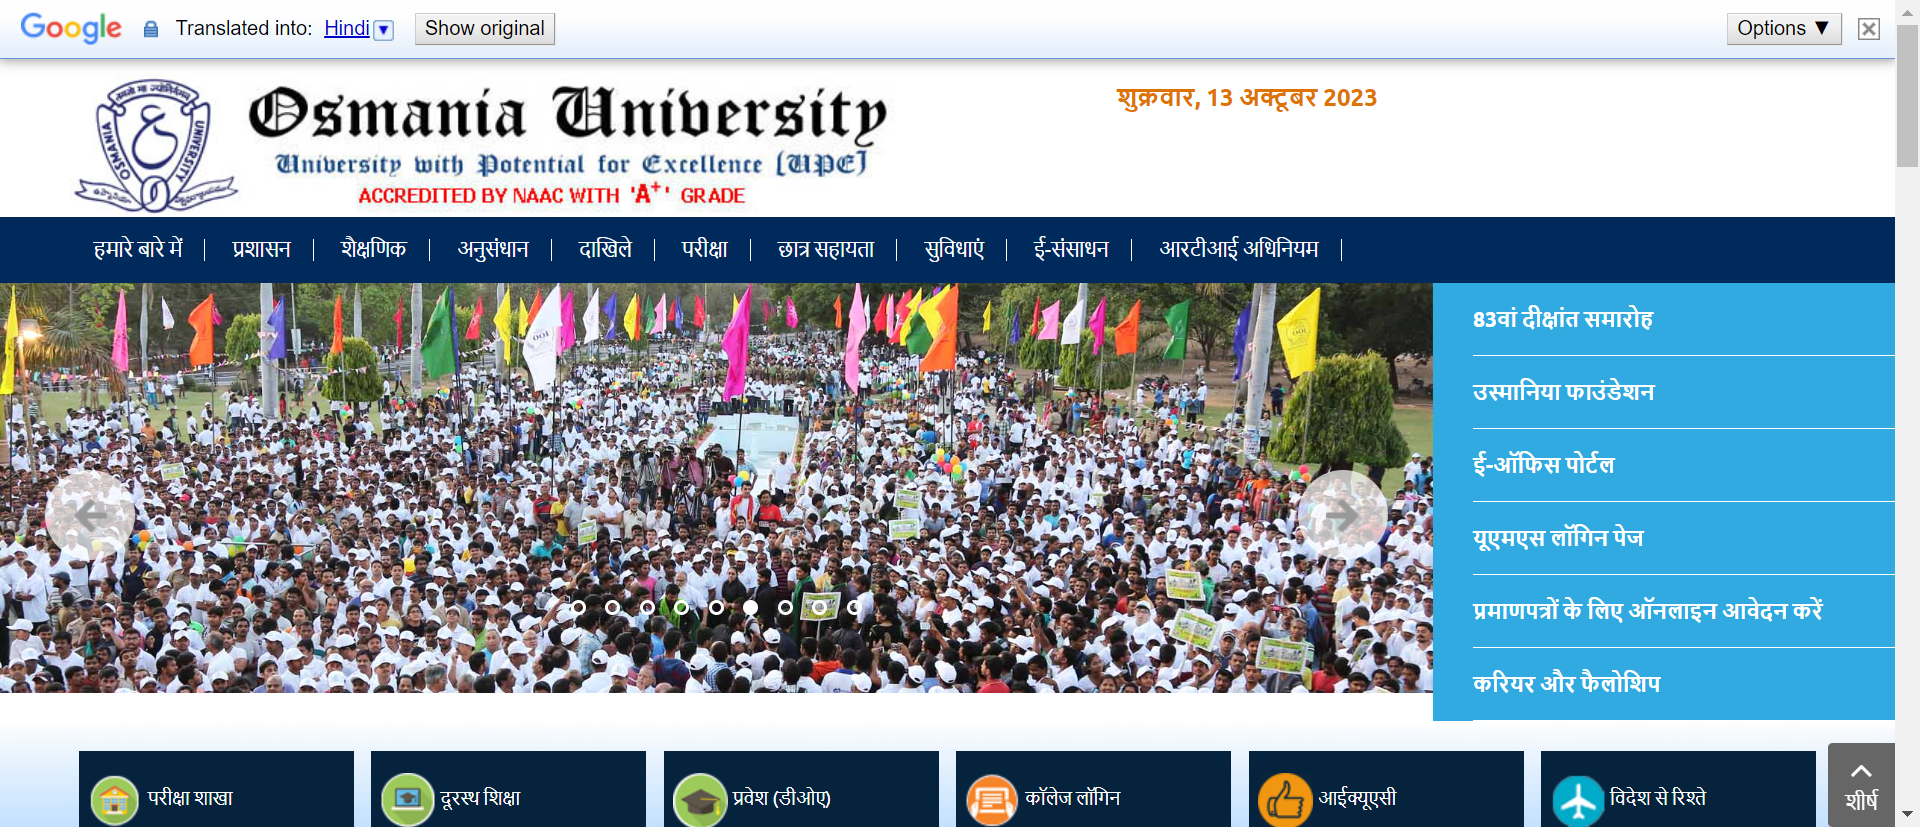 Google Translated into: Hindi ▼ Show original Options ▼
Osmania University
University with Potential for Excellence [UPE]
ACCREDITED BY NAAC WITH 'A+' GRADE
शुक्रवार, 13 अक्टूबर 2023
हमारे बारे में | प्रशासन | शैक्षणिक | अनुसंधान | दाखिले | परीक्षा | छात्र सहायता | सुविधाएं | ई-संसाधन | आरटीआई अधिनियम |
83वां दीक्षांत समारोह
उस्मानिया फाउंडेशन
ई-ऑफिस पोर्टल
यूएमएस लॉगिन पेज
प्रमाणपत्रों के लिए ऑनलाइन आवेदन करें
करियर और फैलोशिप
परीक्षा शाखा
दूरस्थ शिक्षा
प्रवेश (डीओए)
कॉलेज लॉगिन
आईक्यूएसी
विदेश से रिश्ते
शीर्ष